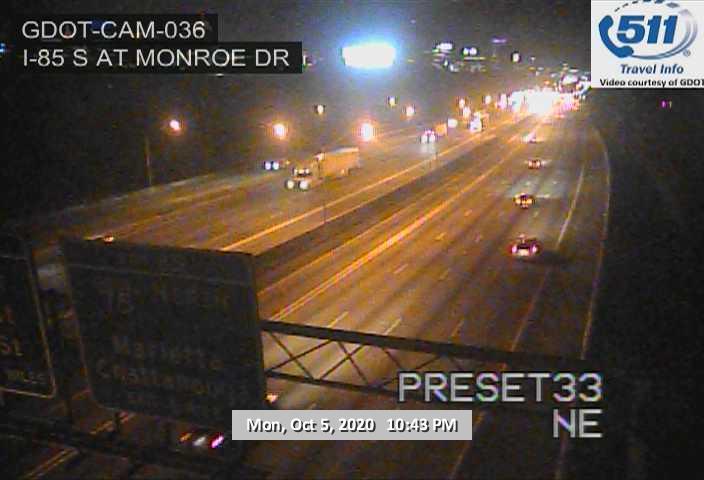 GDOT-CAM-036
I-85 S AT MONROE DR
511
Travel Info
Video courtesy of GDOT
75
Marietta
Chattanooga
MILES
PRESET33
NE
Mon, Oct 5, 2020 10:43 PM